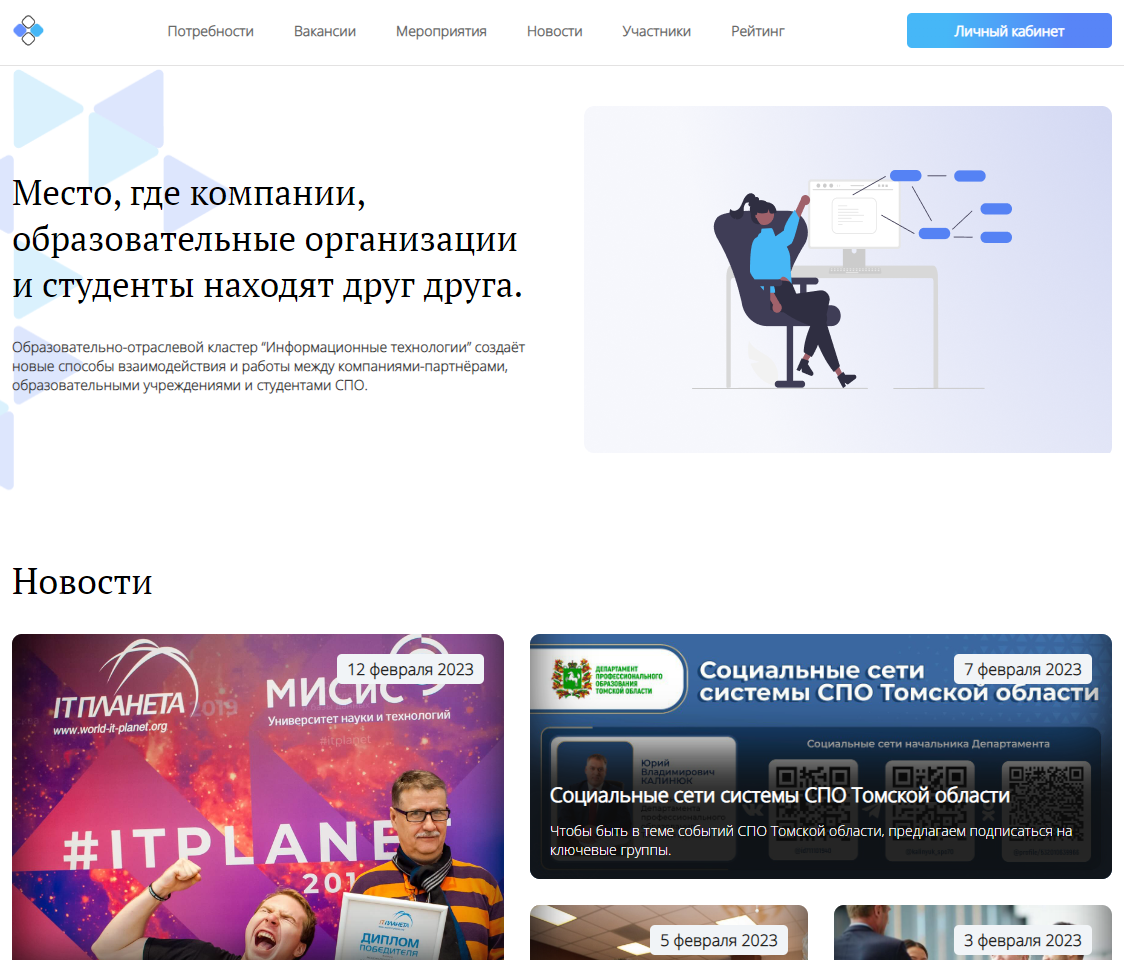 Потребности
Вакансии
Мероприятия
Новости
Участники
Рейтинг
Личный кабинет
Место, где компании,
образовательные организации
и студенты находят друг друга.
Образовательно-отраслевой кластер “Информационные технологии” создаёт
новые способы взаимодействия и работы между компаниями-партнёрами,
образовательными учреждениями и студентами СПО.
Новости
12 февраля 2023
IT ПЛАНЕТА
2019
www.world-it-planet.org
МИСИС
Университет науки и технологий
#itplanet
#ITPLANET
201
IT ПЛАНЕТА
ДИПЛОМ
ПОБЕДИТЕЛЯ
7 февраля 2023
ДЕПАРТАМЕНТ
ПРОФЕССИОНАЛЬНОГО
ОБРАЗОВАНИЯ
ТОМСКОЙ ОБЛАСТИ
Социальные сети
системы СПО Томской области
Социальные сети начальника Департамента
Юрий
Владимирович
КАЛИНЮК
Социальные сети системы СПО Томской области
Чтобы быть в теме событий СПО Томской области, предлагаем подписаться на
ключевые группы.
5 февраля 2023
3 февраля 2023